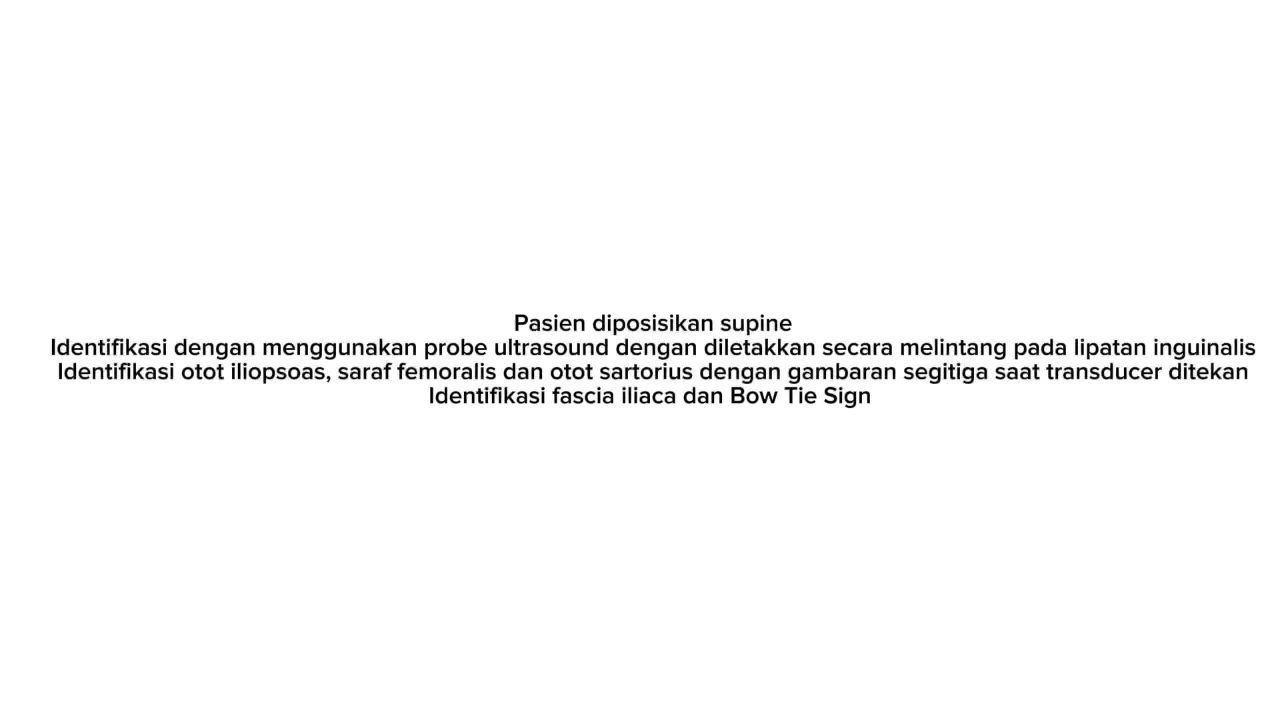 Pasien diposisikan supine
Identifikasi dengan menggunakan probe ultrasound dengan diletakkan secara melintang pada lipatan inguinalis
Identifikasi otot iliopsoas, saraf femoralis dan otot sartorius dengan gambaran segitiga saat transducer ditekan
Identifikasi fascia iliaca dan Bow Tie Sign